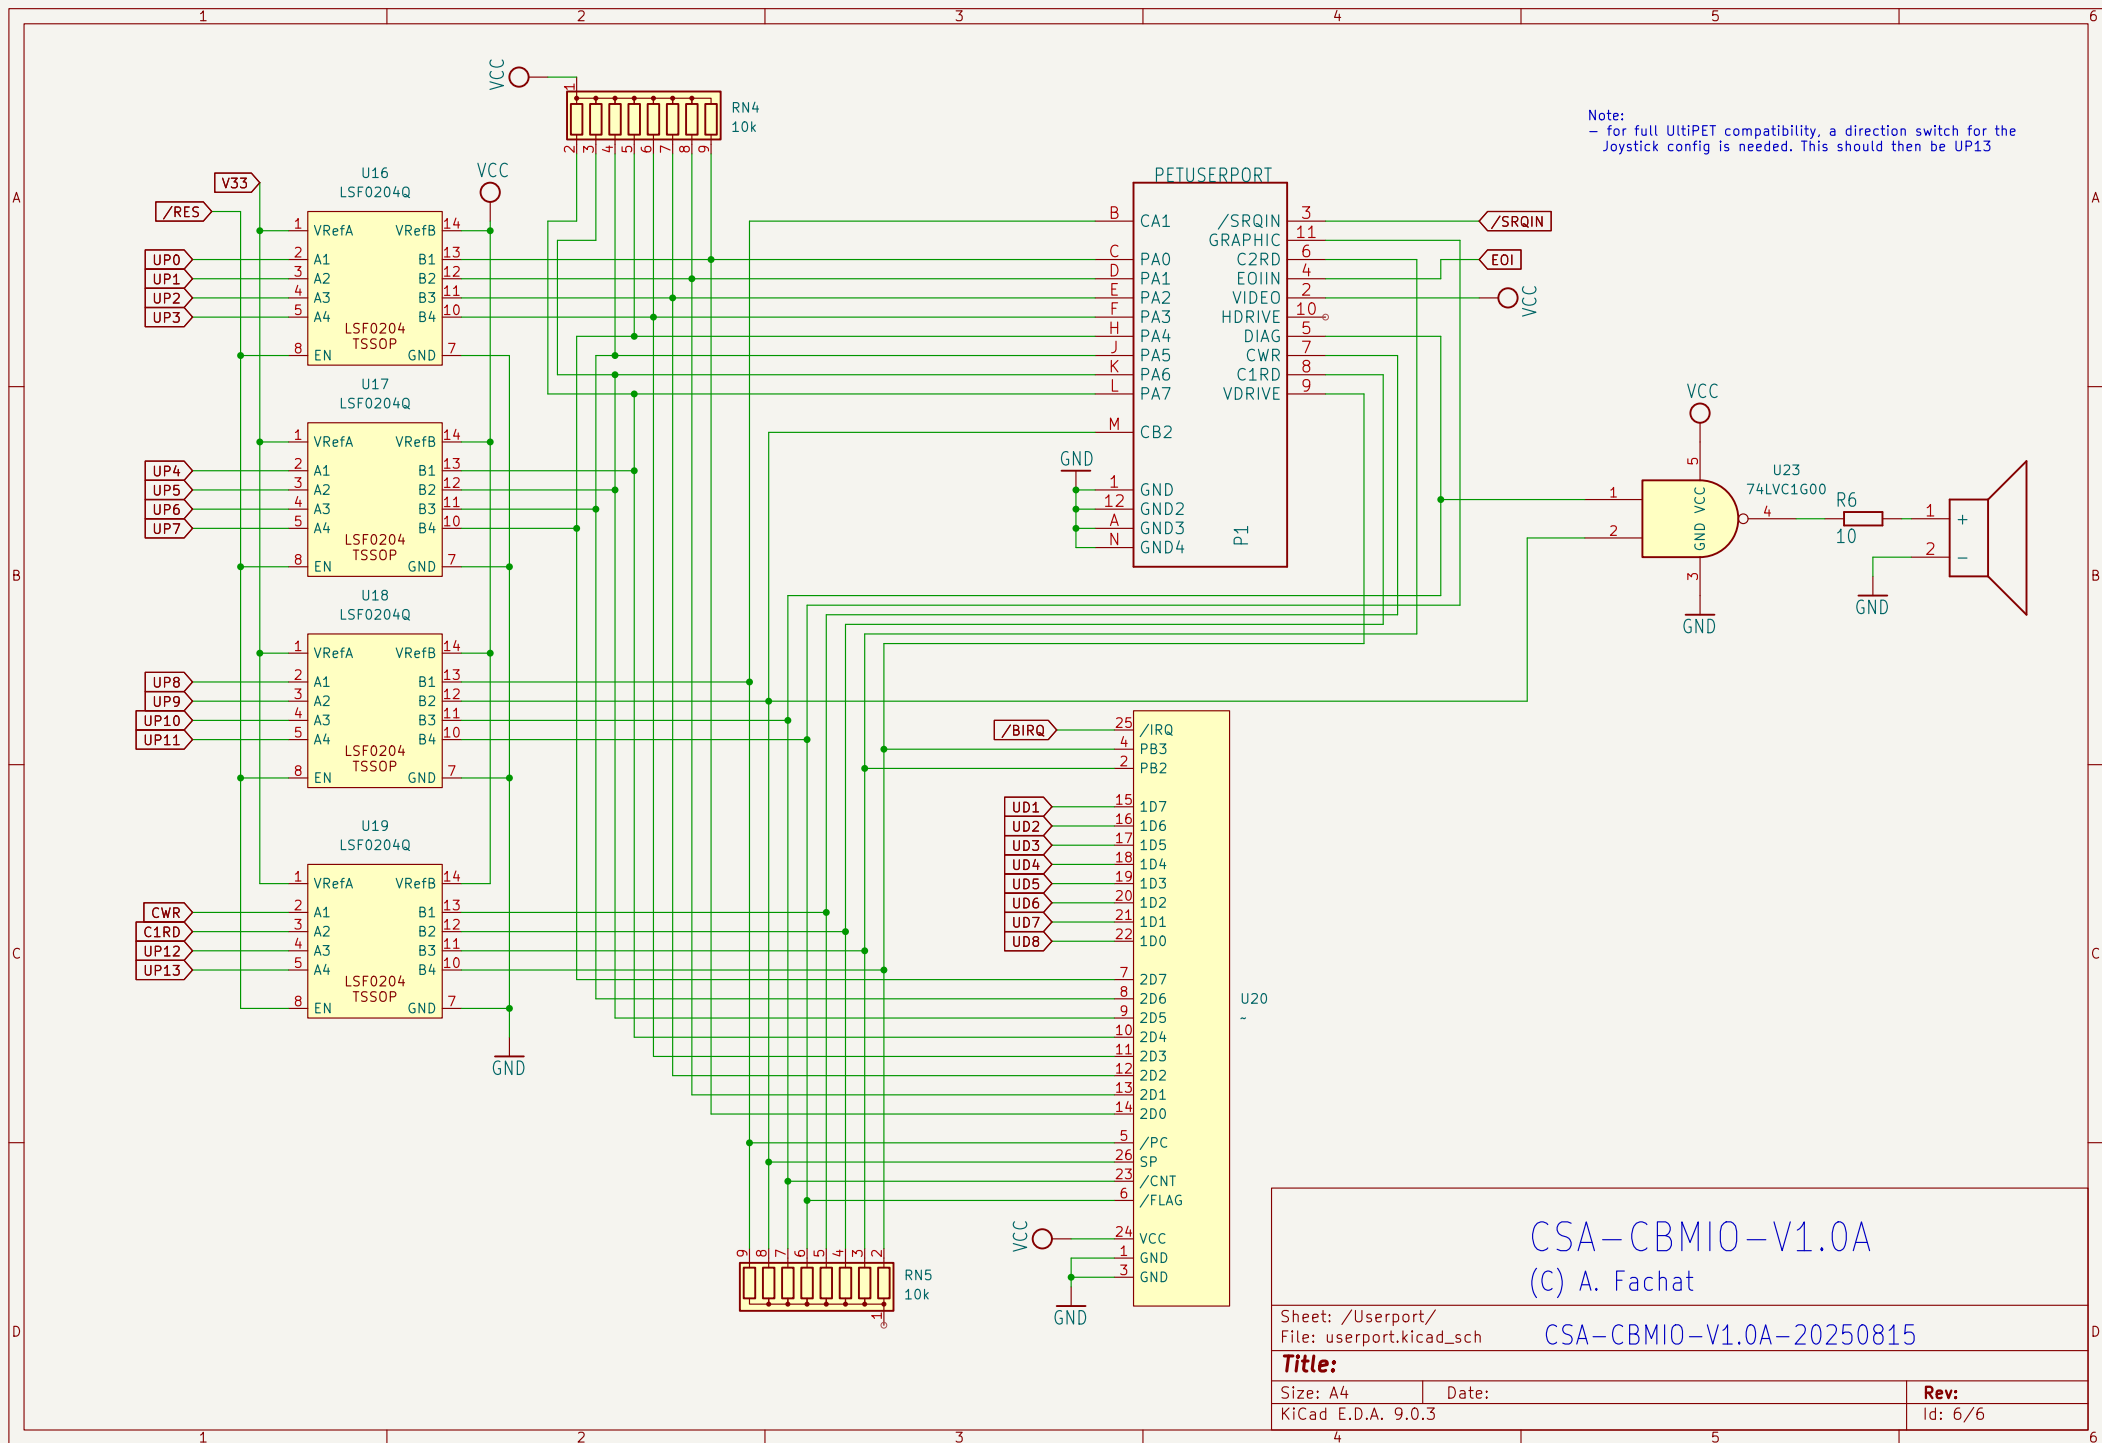 1 2 3 4 5 6
A A
B B
C C
D D
1 2 3 4 5 6
VCC
1
RN4
10k
2 3 4 5 6 7 8 9
Note:
- for full UltiPET compatibility, a direction switch for the
Joystick config is needed. This should then be UP13
V33
/RES
VCC
U16
LSF0204Q
1 VRefA VRefB 14
UP0 2 A1 B1 13
UP1 3 A2 B2 12
UP2 4 A3 B3 11
UP3 5 A4 B4 10
LSF0204
TSSOP
8 EN GND 7
U17
LSF0204Q
1 VRefA VRefB 14
UP4 2 A1 B1 13
UP5 3 A2 B2 12
UP6 4 A3 B3 11
UP7 5 A4 B4 10
LSF0204
TSSOP
8 EN GND 7
U18
LSF0204Q
1 VRefA VRefB 14
UP8 2 A1 B1 13
UP9 3 A2 B2 12
UP10 4 A3 B3 11
UP11 5 A4 B4 10
LSF0204
TSSOP
8 EN GND 7
U19
LSF0204Q
1 VRefA VRefB 14
CWR 2 A1 B1 13
C1RD 3 A2 B2 12
UP12 4 A3 B3 11
UP13 5 A4 B4 10
LSF0204
TSSOP
8 EN GND 7
GND
PETUSERPORT
B CA1 /SRQIN 3 /SRQIN
GRAPHIC 11
C PA0 C2RD 6 EOI
D PA1 EOIIN 4
E PA2 VIDEO 2 VCC
F PA3 HDRIVE 10
H PA4 DIAG 5
J PA5 CWR 7
K PA6 C1RD 8
L PA7 VDRIVE 9
M CB2
GND
1 GND
12 GND2
A GND3
N GND4
P1
VCC
5
U23
74LVC1G00
1
2
GND VCC
4
3
GND
R6
10
1 +
2 -
GND
/BIRQ 25 /IRQ
4 PB3
2 PB2
UD1 15 1D7
UD2 16 1D6
UD3 17 1D5
UD4 18 1D4
UD5 19 1D3
UD6 20 1D2
UD7 21 1D1
UD8 22 1D0
7 2D7
8 2D6
9 2D5
10 2D4
11 2D3
12 2D2
13 2D1
14 2D0
5 /PC
26 SP
23 /CNT
6 /FLAG
VCC 24 VCC
1 GND
3 GND
GND
U20
~
9 8 7 6 5 4 3 2
RN5
10k
1
CSA-CBMIO-V1.0A
(C) A. Fachat
Sheet: /Userport/
File: userport.kicad_sch
CSA-CBMIO-V1.0A-20250815
Title:
Size: A4 Date: Rev:
KiCad E.D.A. 9.0.3 Id: 6/6